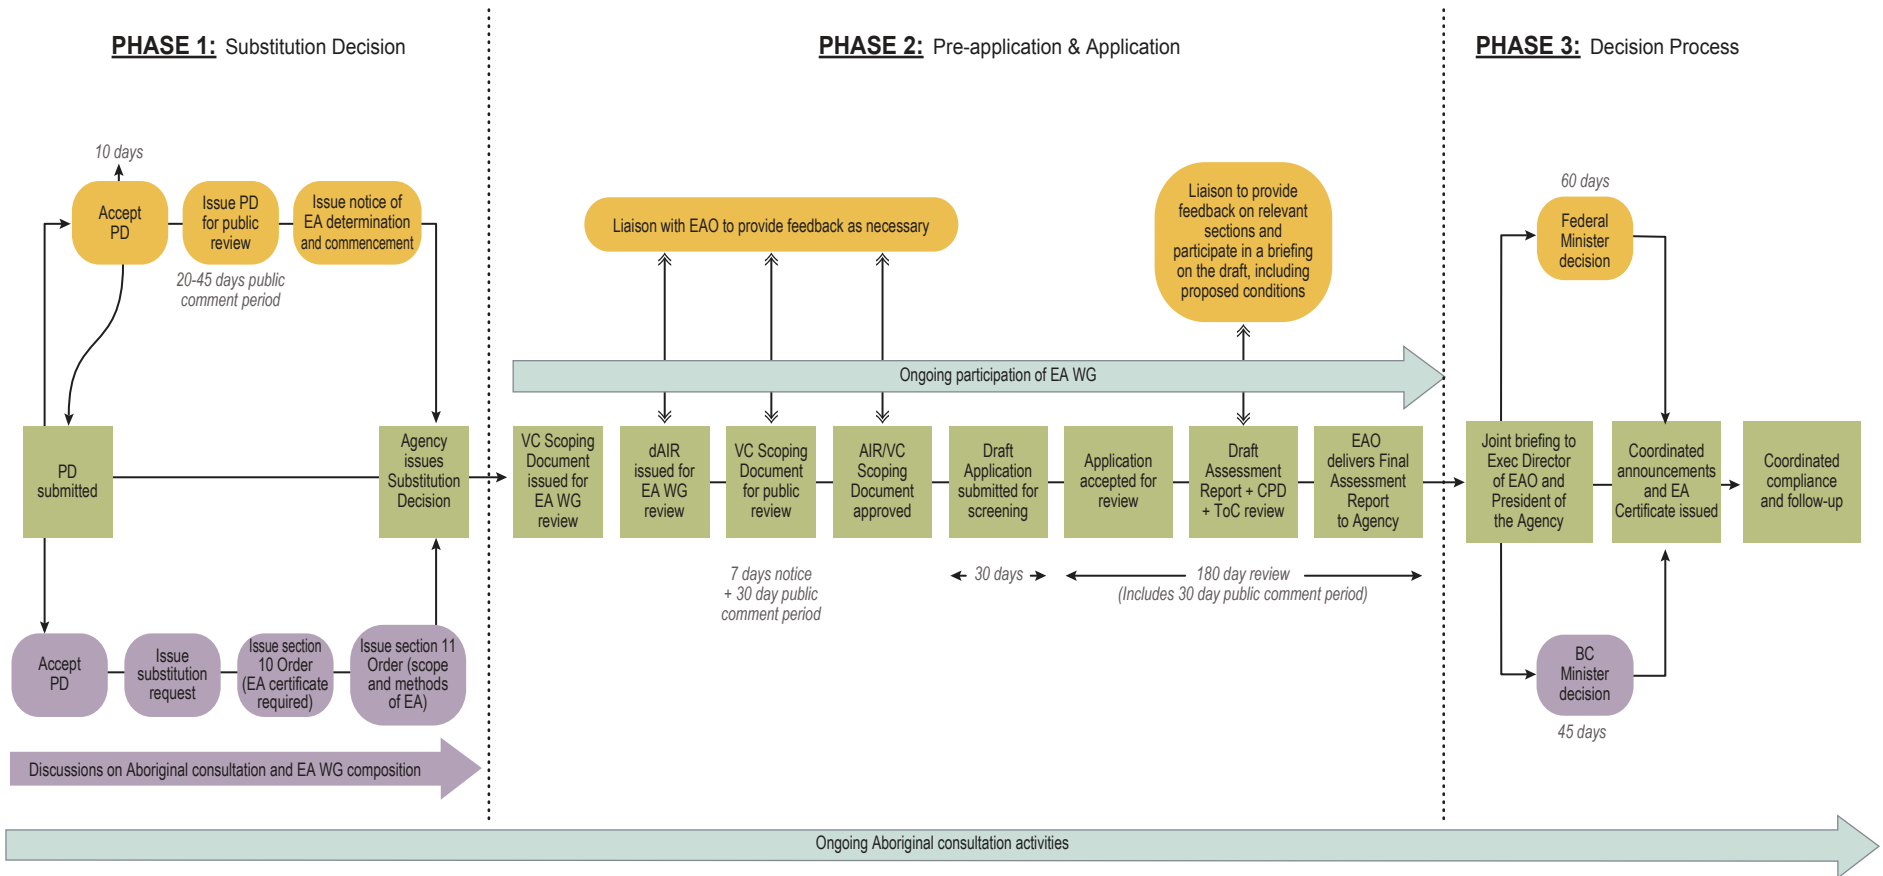 PHASE 1: Substitution Decision
PHASE 2: Pre-application & Application
PHASE 3: Decision Process
10 days
Accept
PD
Issue PD
for public
review
Issue notice of
EA determination
and commencement
20-45 days public
comment period
PD
submitted
Agency
issues
Substitution
Decision
Accept
PD
Issue
substitution
request
Issue section
10 Order
(EA certificate
required)
Issue section 11
Order (scope
and methods
of EA)
Discussions on Aboriginal consultation and EA WG composition
Liaison with EAO to provide feedback as necessary
Liaison to provide
feedback on relevant
sections and
participate in a briefing
on the draft, including
proposed conditions
Ongoing participation of EA WG
VC Scoping
Document
issued for
EA WG
review
dAIR
issued for
EA WG
review
VC Scoping
Document
for public
review
AIR/VC
Scoping
Document
approved
Draft
Application
submitted for
screening
Application
accepted for
review
Draft
Assessment
Report + CPD
+ ToC review
EAO
delivers Final
Assessment
Report
to Agency
7 days notice
+ 30 day public
comment period
30 days
180 day review
(Includes 30 day public comment period)
60 days
Federal
Minister
decision
Joint briefing to
Exec Director
of EAO and
President of
the Agency
Coordinated
announcements
and EA
Certificate issued
Coordinated
compliance
and follow-up
BC
Minister
decision
45 days
Ongoing Aboriginal consultation activities